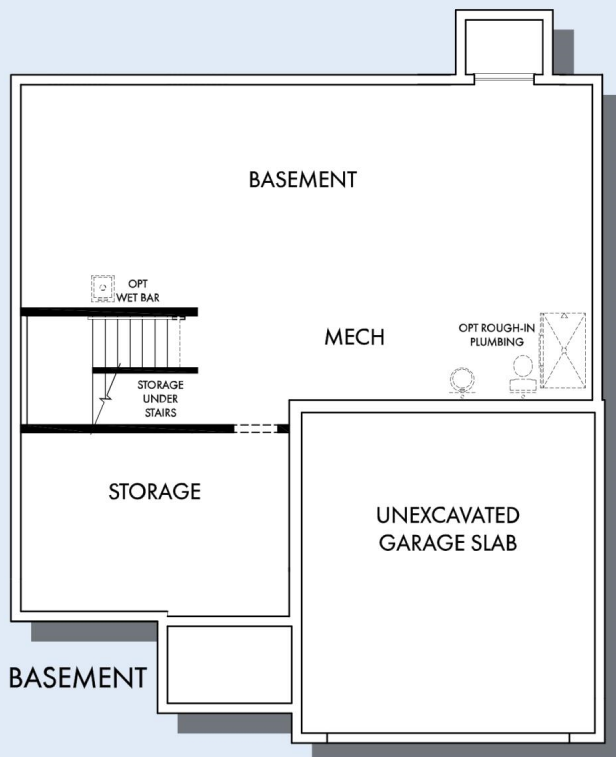 BASEMENT
OPT
WET BAR
MECH
OPT ROUGH-IN
PLUMBING
STORAGE
UNDER
STAIRS
STORAGE
UNEXCAVATED
GARAGE SLAB
BASEMENT